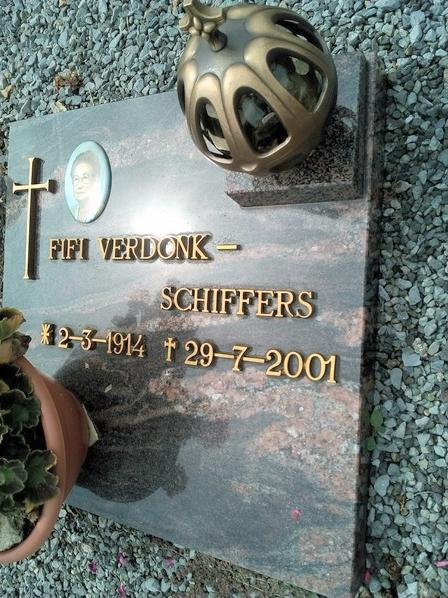 FIFI VERDONK –
SCHIFFERS
* 2–3–1914 † 29–7–2001